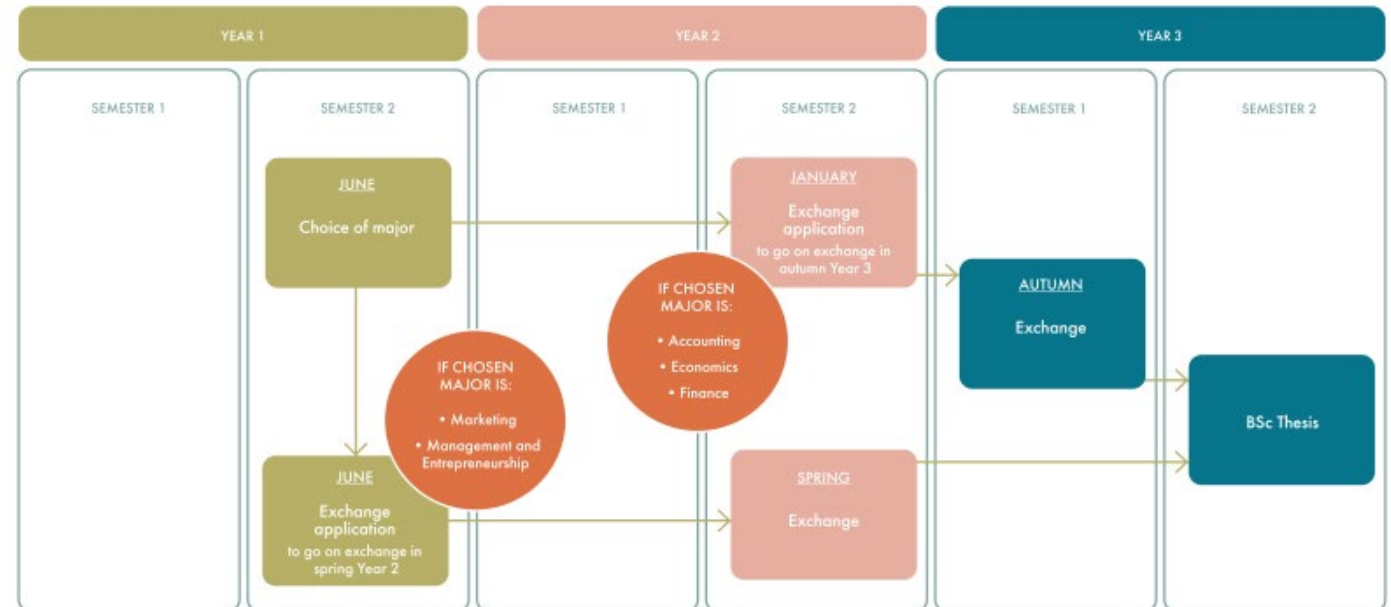 YEAR 1
YEAR 2
YEAR 3
SEMESTER 1
SEMESTER 2
SEMESTER 1
SEMESTER 2
SEMESTER 1
SEMESTER 2
JUNE
Choice of major
JANUARY
Exchange
application
to go on exchange in
autumn Year 3
IF CHOSEN
MAJOR IS:
• Accounting
• Economics
• Finance
AUTUMN
Exchange
IF CHOSEN
MAJOR IS:
• Marketing
• Management and
Entrepreneurship
BSc Thesis
JUNE
Exchange
application
to go on exchange in
spring Year 2
SPRING
Exchange